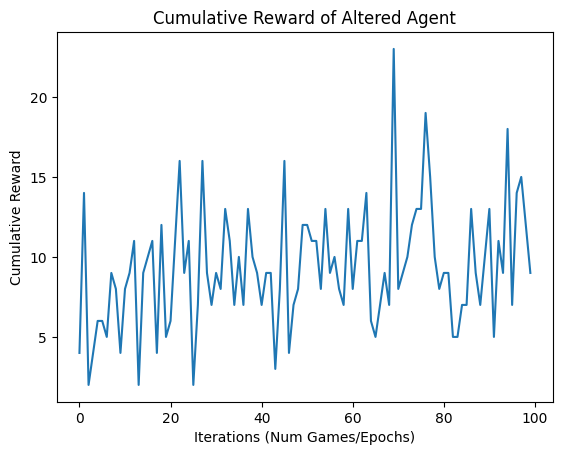 Cumulative Reward of Altered Agent
Cumulative Reward
20
15
10
5
0 20 40 60 80 100
Iterations (Num Games/Epochs)